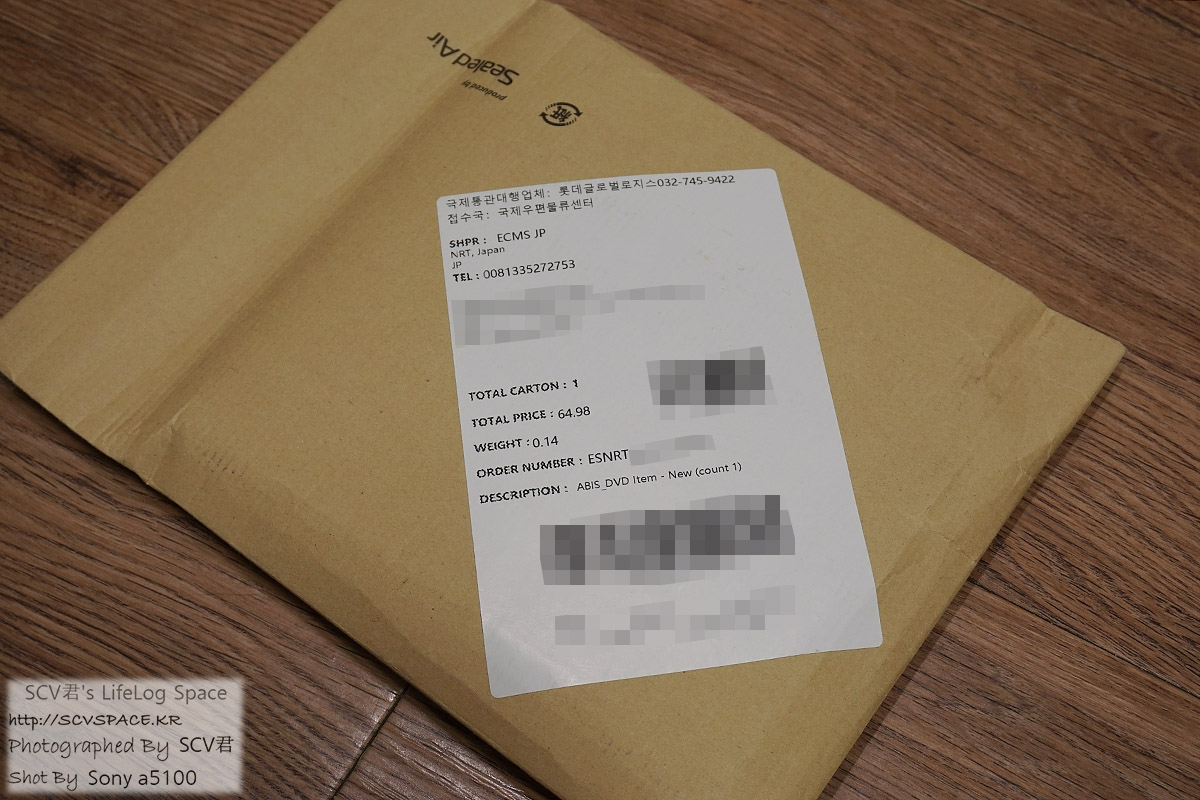 Sealed Air
produced by
紙
국제통관대행업체: 롯데글로벌로지스032-745-9422
접수국: 국제우편물류센터
SHPR : ECMS JP
NRT, Japan
JP
TEL : 0081335272753
TOTAL CARTON : 1
TOTAL PRICE : 64.98
WEIGHT : 0.14
ORDER NUMBER : ESNRT
DESCRIPTION : ABIS_DVD Item - New (count 1)
SCV君's LifeLog Space
http://SCVSPACE.KR
Photographed By SCV君
Shot By Sony a5100